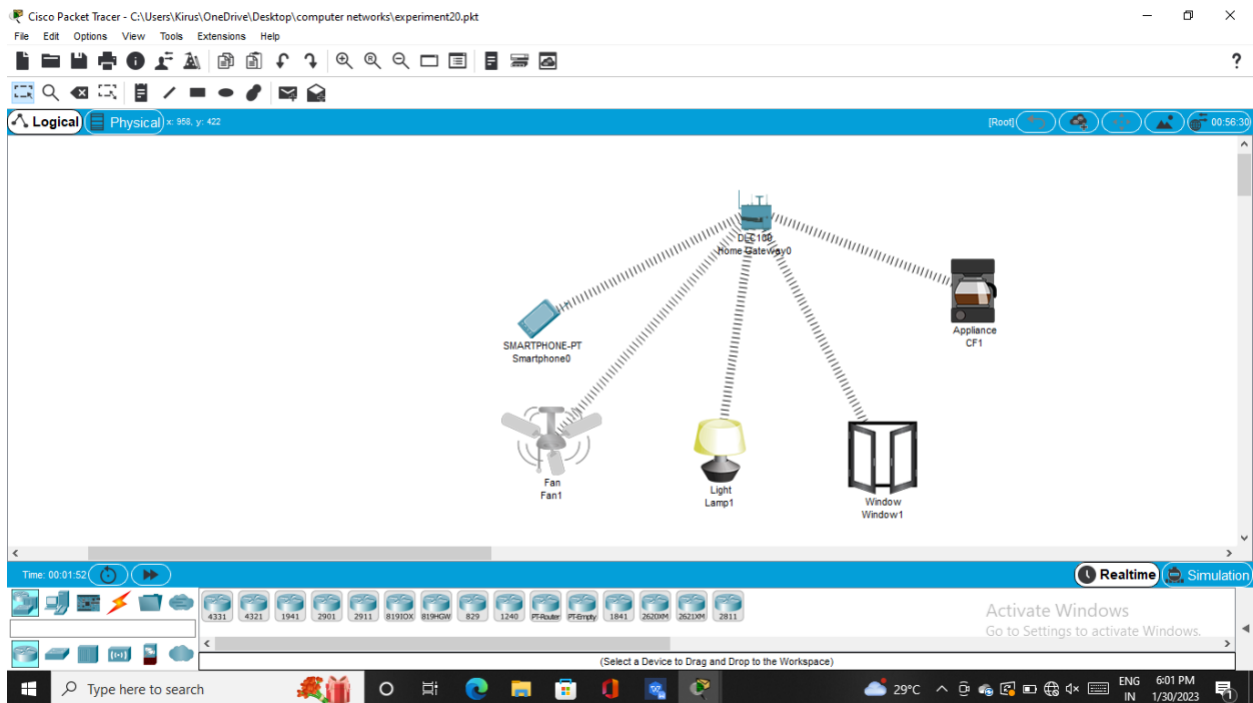 Cisco Packet Tracer - C:\Users\Kirus\OneDrive\Desktop\computer networks\experiment20.pkt
File Edit Options View Tools Extensions Help
?
Logical Physical x: 958, y: 422 [Root] 00:56:30
DLC100
Home Gateway0
Appliance
CF1
SMARTPHONE-PT
Smartphone0
Fan
Fan1
Light
Lamp1
Window
Window1
Time: 00:01:52 Realtime Simulation
4331 4321 1941 2901 2911 819IOX 819HGW 829 1240 PT-Router PT-Empty 1841 2620XM 2621XM 2811
Activate Windows
Go to Settings to activate Windows.
(Select a Device to Drag and Drop to the Workspace)
Type here to search
29°C
ENG
IN
6:01 PM
1/30/2023
1